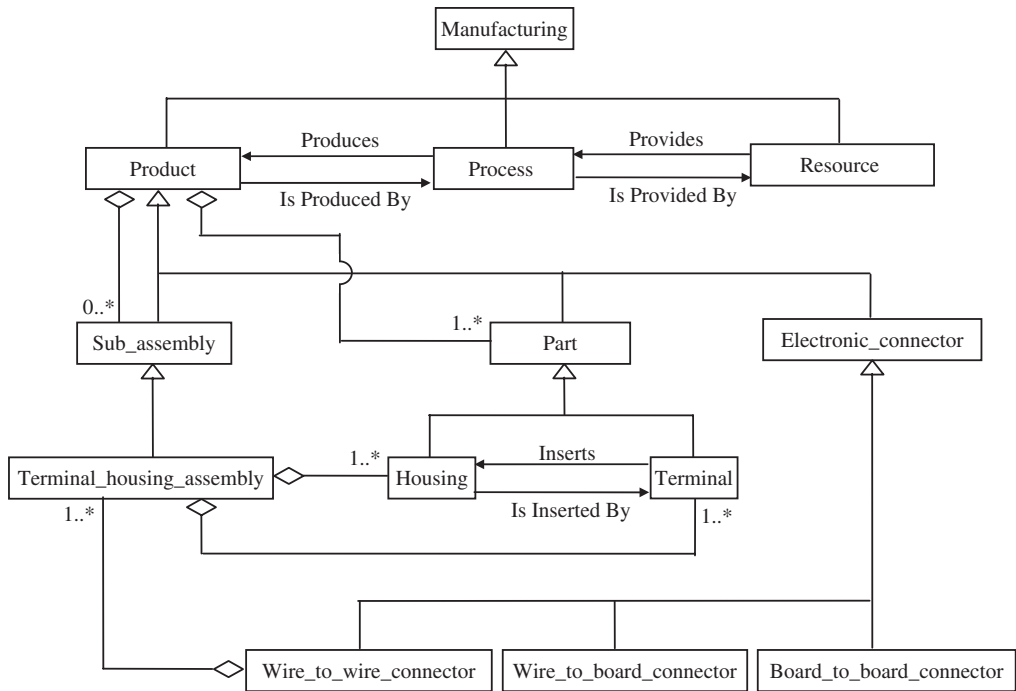 Manufacturing
Produces
Provides
Product
Process
Resource
Is Produced By
Is Provided By
0..*
1..*
Sub_assembly
Part
Electronic_connector
1..*
Inserts
Terminal_housing_assembly
Housing
Terminal
1..*
Is Inserted By
1..*
Wire_to_wire_connector
Wire_to_board_connector
Board_to_board_connector